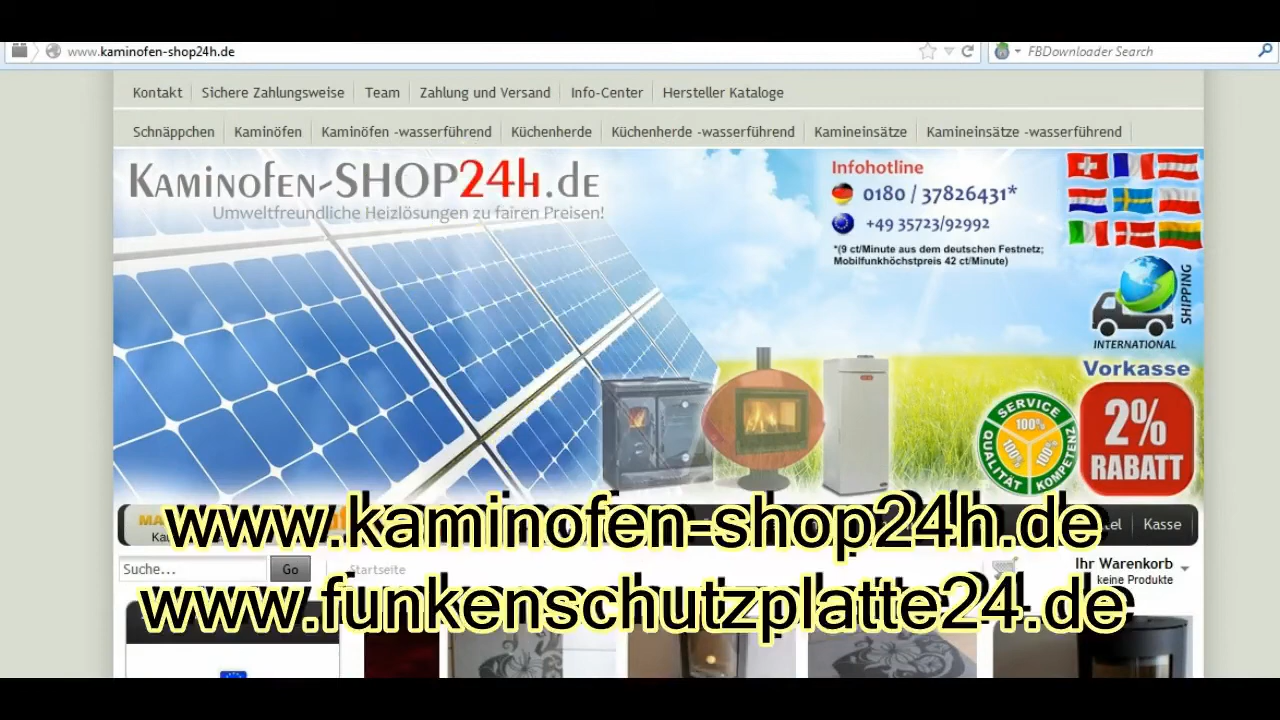 www.kaminofen-shop24h.de
FBDownloader Search
Kontakt Sichere Zahlungsweise Team Zahlung und Versand Info-Center Hersteller Kataloge
Schnäppchen Kaminöfen Kaminöfen -wasserführend Küchenherde Küchenherde -wasserführend Kamineinsätze Kamineinsätze -wasserführend
Kaminofen-SHOP24h.de
Umweltfreundliche Heizlösungen zu fairen Preisen!
Infohotline
0180 / 37826431*
+49 35723/92992
*(9 ct/Minute aus dem deutschen Festnetz;
Mobilfunkhöchstpreis 42 ct/Minute)
SHIPPING
INTERNATIONAL
Vorkasse
2%
RABATT
SERVICE
100%
100%
100%
QUALITÄT
KOMPETENZ
www.kaminofen-shop24h.de
Kasse
Suche...
Go
Startseite
Ihr Warenkorb
keine Produkte
www.funkenschutzplatte24.de